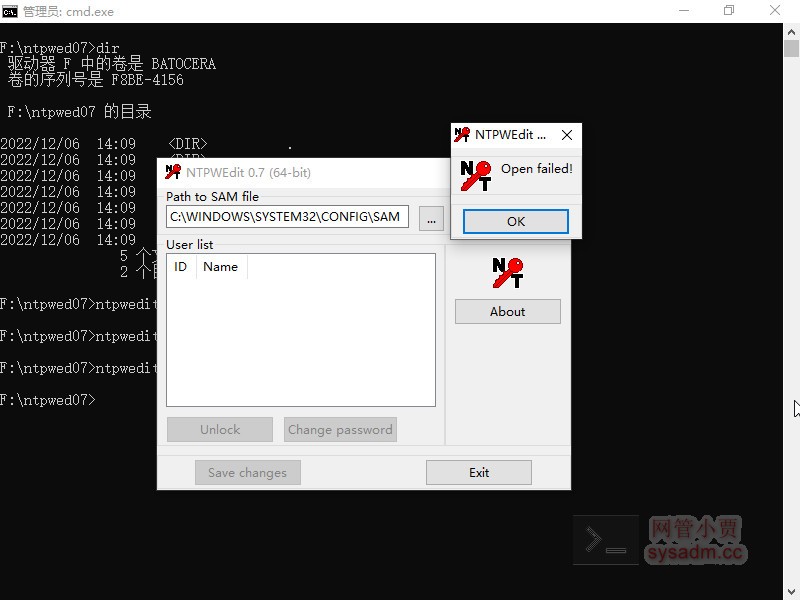 管理员: cmd.exe
F:\ntpwed07>dir
驱动器 F 中的卷是 BATOCERA
卷的序列号是 F8BE-4156
F:\ntpwed07 的目录
2022/12/06 14:09 <DIR> .
2022/12/06 14:09 <DIR>
2022/12/06 14:09
2022/12/06 14:09
2022/12/06 14:09
2022/12/06 14:09
2022/12/06 14:09
5 个
2 个
F:\ntpwed07>ntpwedit
F:\ntpwed07>ntpwedit
F:\ntpwed07>ntpwedit
F:\ntpwed07>
NTPWEdit 0.7 (64-bit)
Path to SAM file
C:\WINDOWS\SYSTEM32\CONFIG\SAM
...
User list
ID Name
Unlock
Change password
Save changes
Exit
NT
About
NTPWEdit ...
NT
Open failed!
OK
>_
网管小贾
sysadm.cc